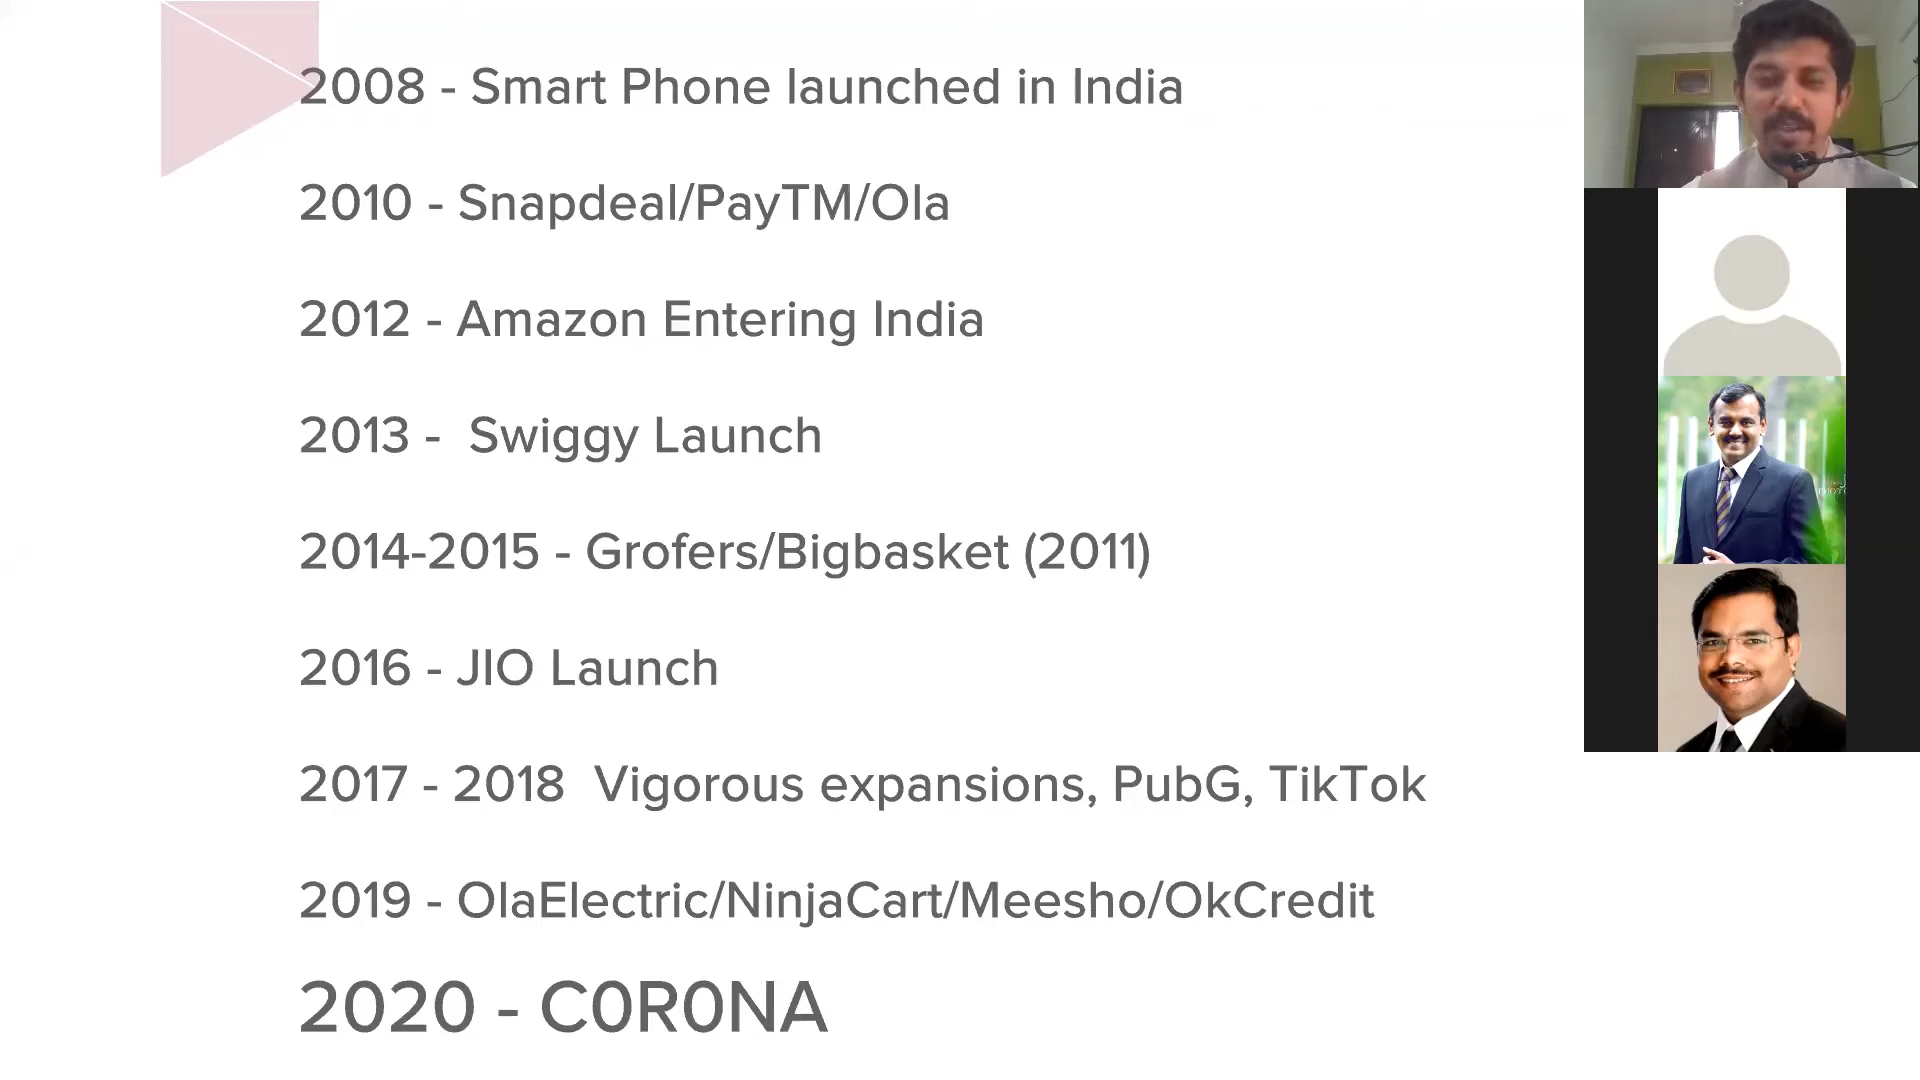 2008 - Smart Phone launched in India
2010 - Snapdeal/PayTM/Ola
2012 - Amazon Entering India
2013 - Swiggy Launch
2014-2015 - Grofers/Bigbasket (2011)
2016 - JIO Launch
2017 - 2018 Vigorous expansions, PubG, TikTok
2019 - OlaElectric/NinjaCart/Meesho/OkCredit
2020 - C0R0NA